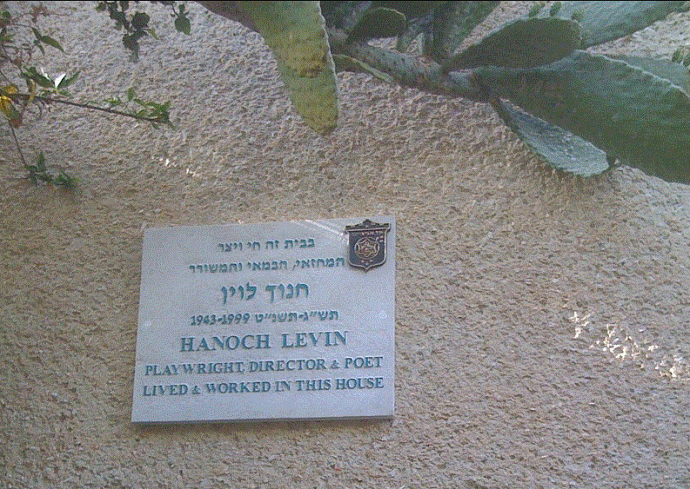 בבית זה חי ויצר
המחזאי, הבמאי והמשורר
חנוך לוין
תש״ג-תשנ״ט 1943-1999
HANOCH LEVIN
PLAYWRIGHT, DIRECTOR & POET
LIVED & WORKED IN THIS HOUSE